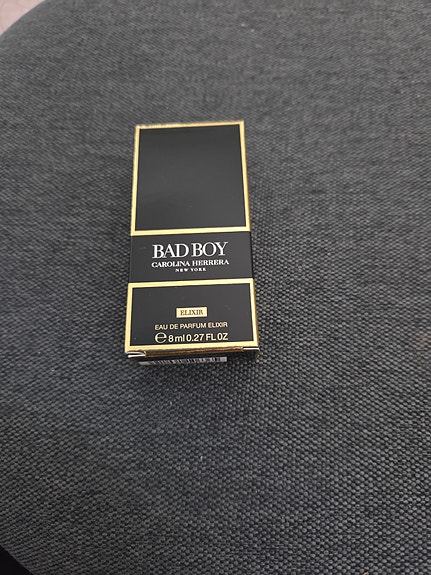 BAD BOY
CAROLINA HERRERA
NEW YORK
ELIXIR
EAU DE PARFUM ELIXIR
℮ 8 ml 0.27 FL OZ